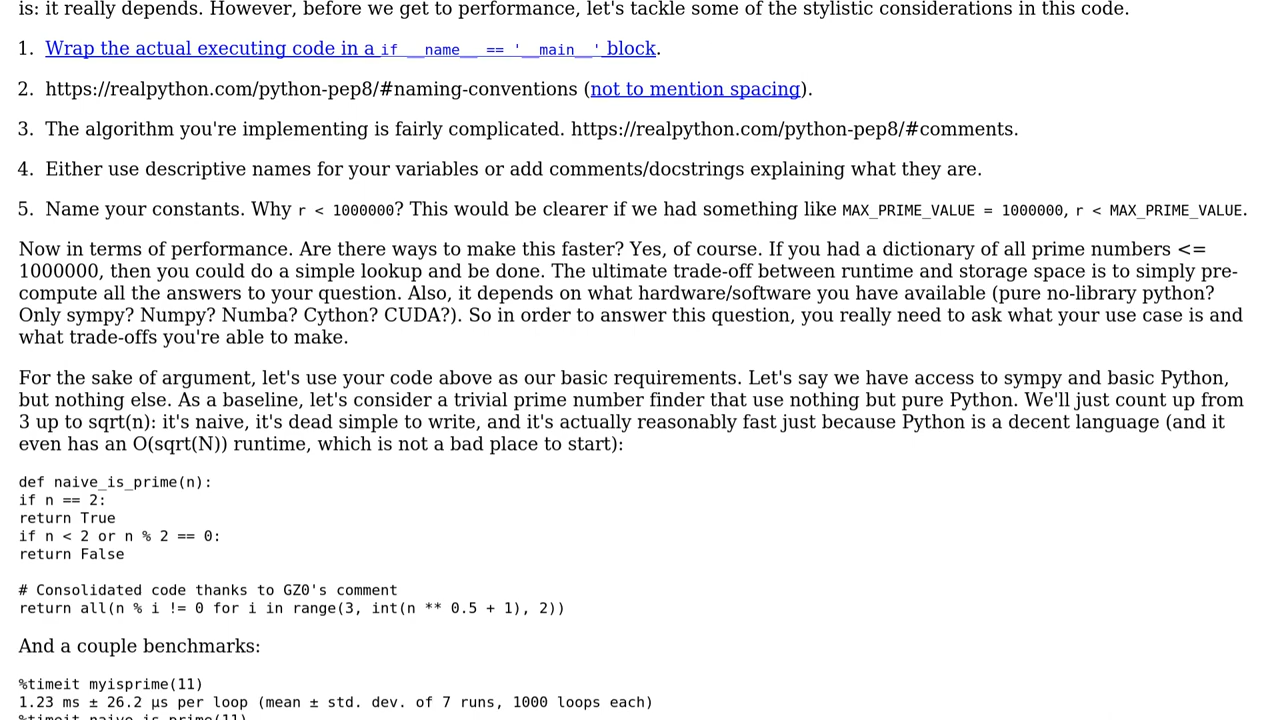 is: it really depends. However, before we get to performance, let's tackle some of the stylistic considerations in this code.
1. Wrap the actual executing code in a if __name__ == '__main__' block.
2. https://realpython.com/python-pep8/#naming-conventions (not to mention spacing).
3. The algorithm you're implementing is fairly complicated. https://realpython.com/python-pep8/#comments.
4. Either use descriptive names for your variables or add comments/docstrings explaining what they are.
5. Name your constants. Why r < 1000000? This would be clearer if we had something like MAX_PRIME_VALUE = 1000000, r < MAX_PRIME_VALUE.
Now in terms of performance. Are there ways to make this faster? Yes, of course. If you had a dictionary of all prime numbers <=
1000000, then you could do a simple lookup and be done. The ultimate trade-off between runtime and storage space is to simply pre-
compute all the answers to your question. Also, it depends on what hardware/software you have available (pure no-library python?
Only sympy? Numpy? Numba? Cython? CUDA?). So in order to answer this question, you really need to ask what your use case is and
what trade-offs you're able to make.
For the sake of argument, let's use your code above as our basic requirements. Let's say we have access to sympy and basic Python,
but nothing else. As a baseline, let's consider a trivial prime number finder that use nothing but pure Python. We'll just count up from
3 up to sqrt(n): it's naive, it's dead simple to write, and it's actually reasonably fast just because Python is a decent language (and it
even has an O(sqrt(N)) runtime, which is not a bad place to start):
def naive_is_prime(n):
if n == 2:
return True
if n < 2 or n % 2 == 0:
return False
# Consolidated code thanks to GZ0's comment
return all(n % i != 0 for i in range(3, int(n ** 0.5 + 1), 2))
And a couple benchmarks:
%timeit myisprime(11)
1.23 ms ± 26.2 µs per loop (mean ± std. dev. of 7 runs, 1000 loops each)
%timeit naive_is_prime(11)